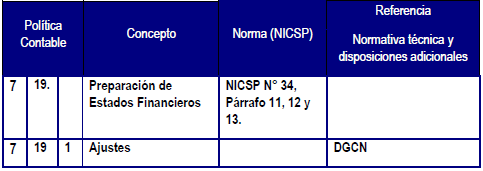 Política
Contable
Concepto
Norma (NICSP)
Referencia
Normativa técnica y
disposiciones adicionales
7 19. Preparación de
Estados Financieros
NICSP N° 34,
Párrafo 11, 12 y
13.
7 19 1 Ajustes DGCN